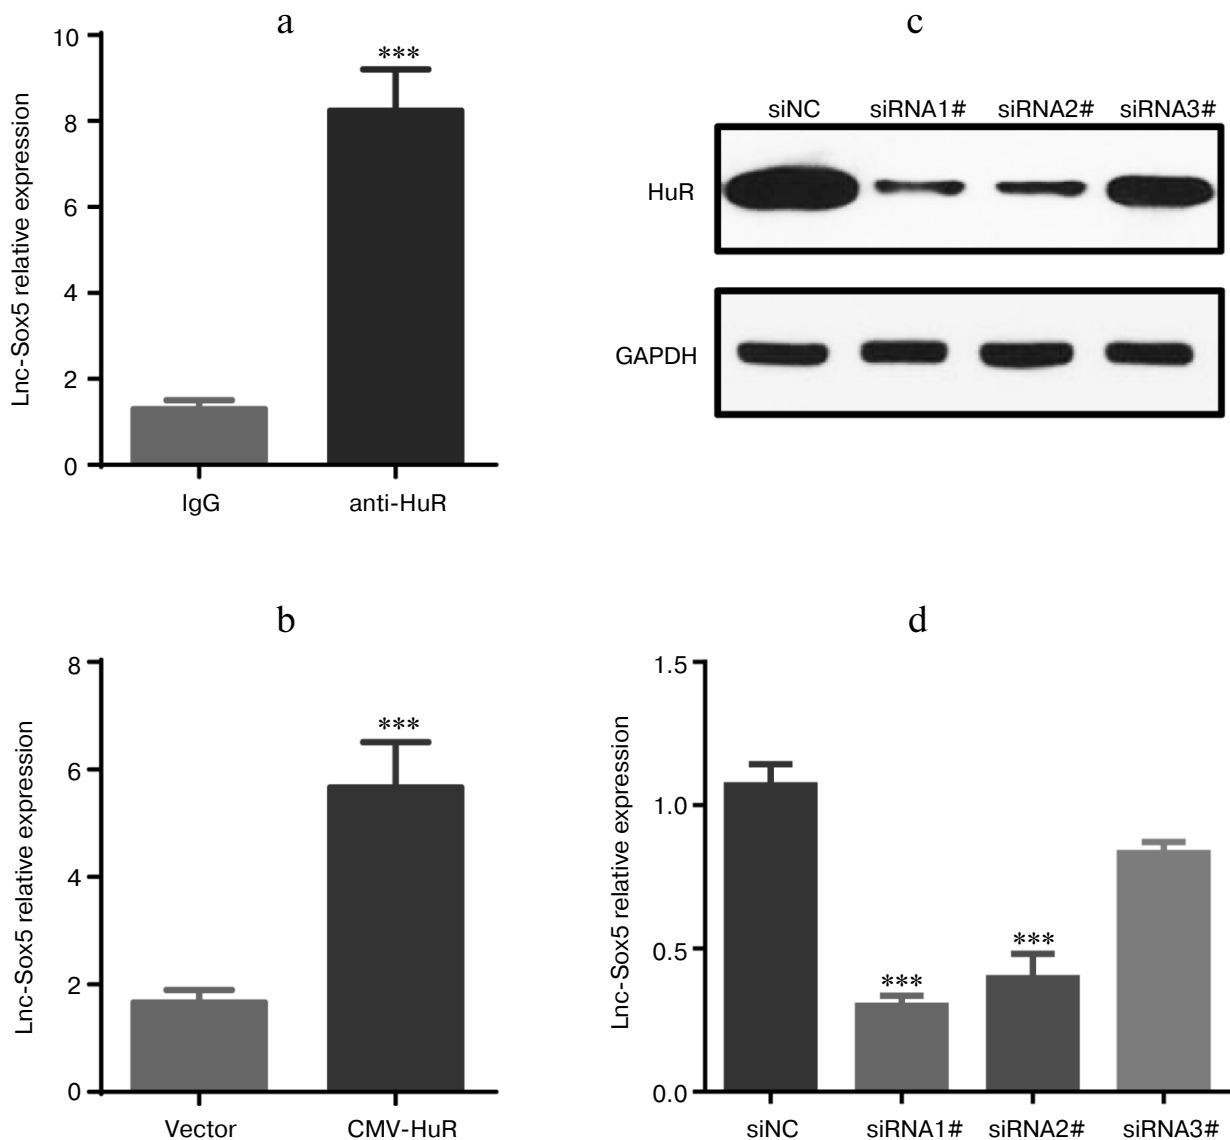 a
10
8
6
4
2
0
Lnc-Sox5 relative expression
***
IgG
anti-HuR
c
siNC siRNA1# siRNA2# siRNA3#
HuR
GAPDH
b
8
6
4
2
0
Lnc-Sox5 relative expression
***
Vector
CMV-HuR
d
1.5
1.0
0.5
0.0
Lnc-Sox5 relative expression
***
***
siNC
siRNA1#
siRNA2#
siRNA3#